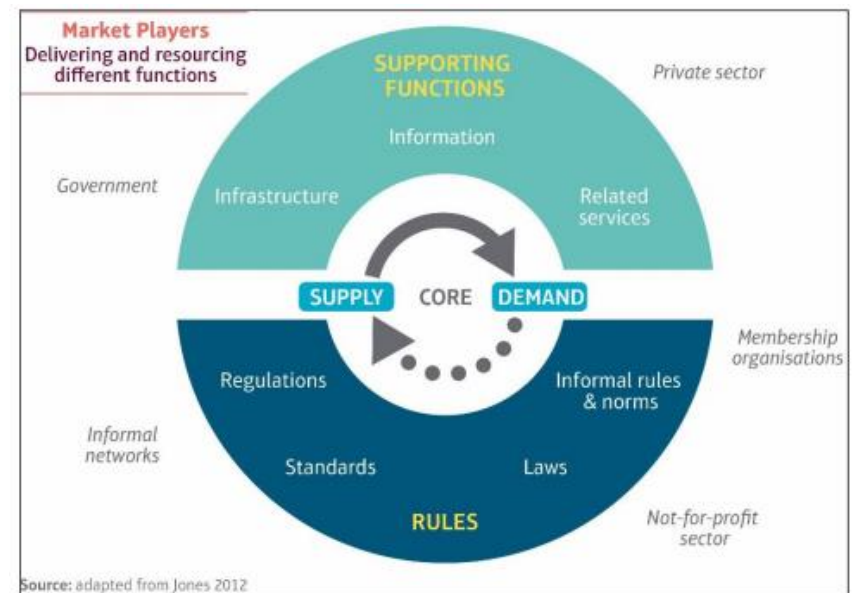 Market Players
Delivering and resourcing
different functions
SUPPORTING
FUNCTIONS
Private sector
Information
Government
Infrastructure
Related
services
SUPPLY
CORE
DEMAND
Membership
organisations
Regulations
Informal rules
& norms
Informal
networks
Standards
Laws
RULES
Not-for-profit
sector
Source: adapted from Jones 2012